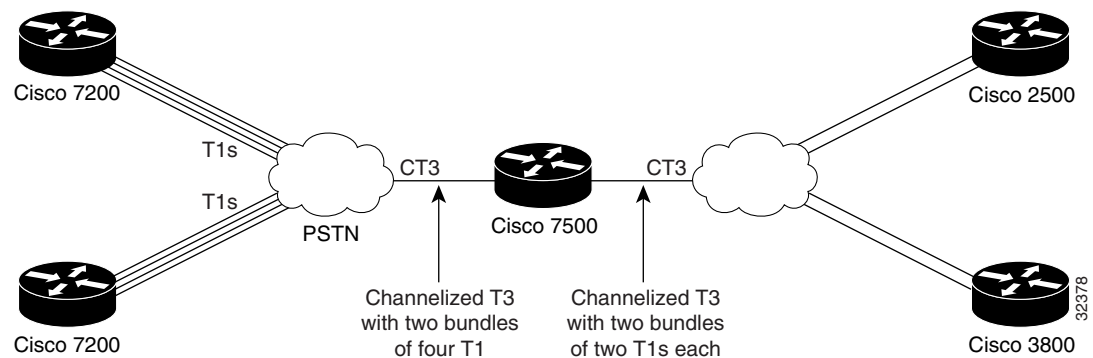 Cisco 7200
Cisco 2500
T1s
CT3
CT3
T1s
PSTN
Cisco 7500
Channelized T3
with two bundles
of four T1
Channelized T3
with two bundles
of two T1s each
Cisco 7200
Cisco 3800
32378